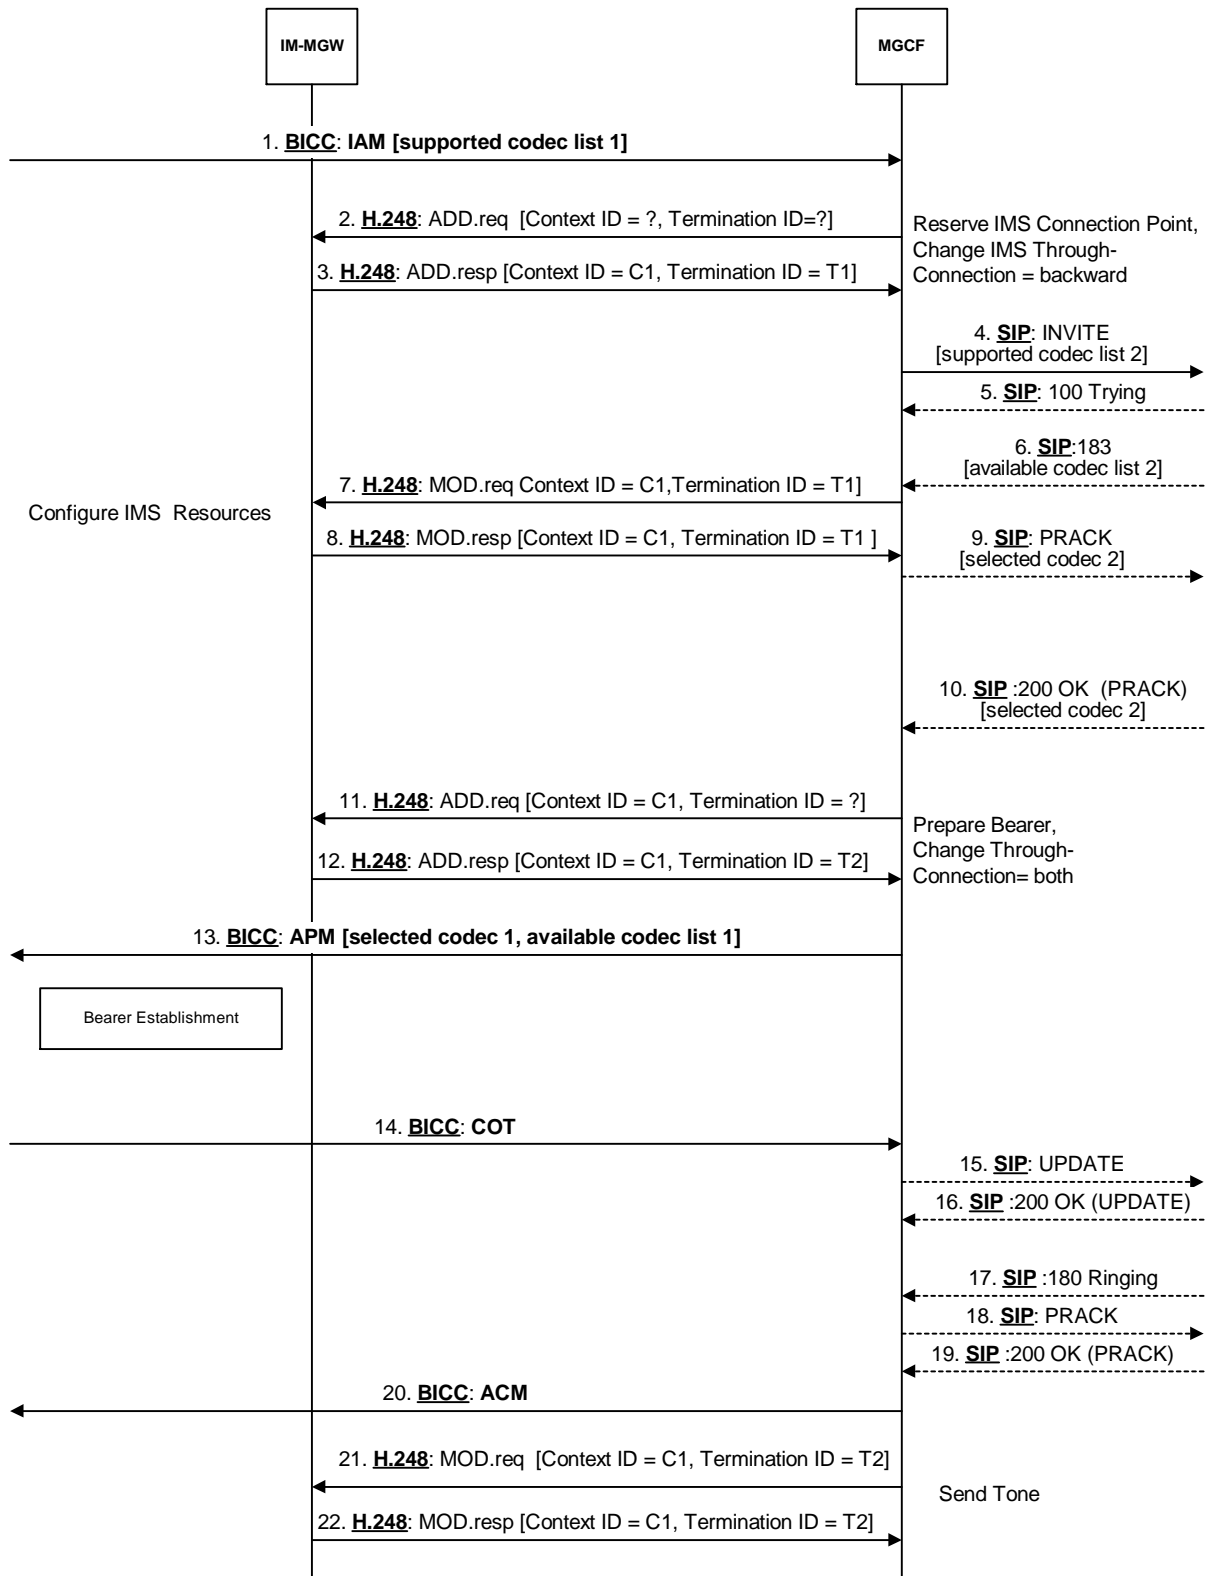 IM-MGW
MGCF
1. BICC: IAM [supported codec list 1]
2. H.248: ADD.req [Context ID = ?, Termination ID=?]
Reserve IMS Connection Point,
Change IMS Through-
Connection = backward
3. H.248: ADD.resp [Context ID = C1, Termination ID = T1]
4. SIP: INVITE
[supported codec list 2]
5. SIP: 100 Trying
6. SIP:183
[available codec list 2]
7. H.248: MOD.req Context ID = C1,Termination ID = T1]
Configure IMS Resources
8. H.248: MOD.resp [Context ID = C1, Termination ID = T1 ]
9. SIP: PRACK
[selected codec 2]
10. SIP :200 OK (PRACK)
[selected codec 2]
11. H.248: ADD.req [Context ID = C1, Termination ID = ?]
Prepare Bearer,
Change Through-
Connection= both
12. H.248: ADD.resp [Context ID = C1, Termination ID = T2]
13. BICC: APM [selected codec 1, available codec list 1]
Bearer Establishment
14. BICC: COT
15. SIP: UPDATE
16. SIP :200 OK (UPDATE)
17. SIP :180 Ringing
18. SIP: PRACK
19. SIP :200 OK (PRACK)
20. BICC: ACM
21. H.248: MOD.req [Context ID = C1, Termination ID = T2]
Send Tone
22. H.248: MOD.resp [Context ID = C1, Termination ID = T2]